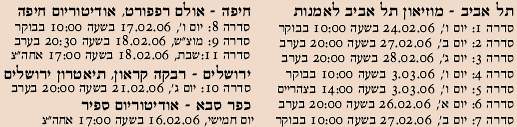 תל אביב - מוזיאון תל אביב לאמנות
סדרה 1: יום ו', 24.02.06 בשעה 10:00 בבוקר
סדרה 2: יום ב', 27.02.06 בשעה 20:00 בערב
סדרה 3: יום ג', 28.02.06 בשעה 20:00 בערב
סדרה 4: יום ו', 3.03.06 בשעה 10:00 בבוקר
סדרה 5: יום ו', 3.03.06 בשעה 14:00 בצהריים
סדרה 6: יום א', 26.02.06 בשעה 20:00 בערב
סדרה 7: יום ב', 27.02.06 בשעה 10:00 בבוקר
חיפה - אולם רפפורט, אודיטוריום חיפה
סדרה 8: יום ו', 17.02.06 בשעה 10:00 בבוקר
סדרה 9: מוצ"ש, 18.02.06 בשעה 20:30 בערב
סדרה 11: שבת, 18.02.06 בשעה 17:00 אחה"צ
ירושלים - רבקה קראון, תיאטרון ירושלים
סדרה 10: יום ג', 21.02.06 בשעה 20:00 בערב
כפר סבא - אודיטוריום ספיר
יום חמישי, 16.02.06 בשעה 17:00 אחה"צ